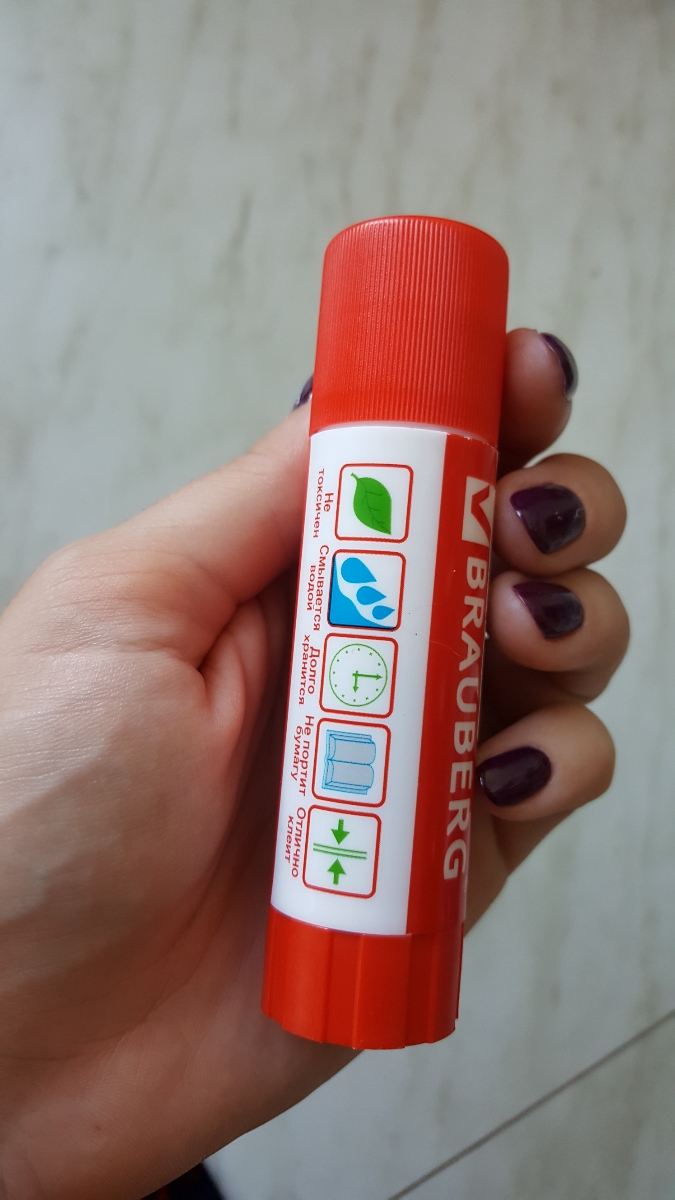 Не
токсичен
Смывается
водой
Долго
хранится
Не портит
бумагу
Отлично
клеит
BRAUBERG